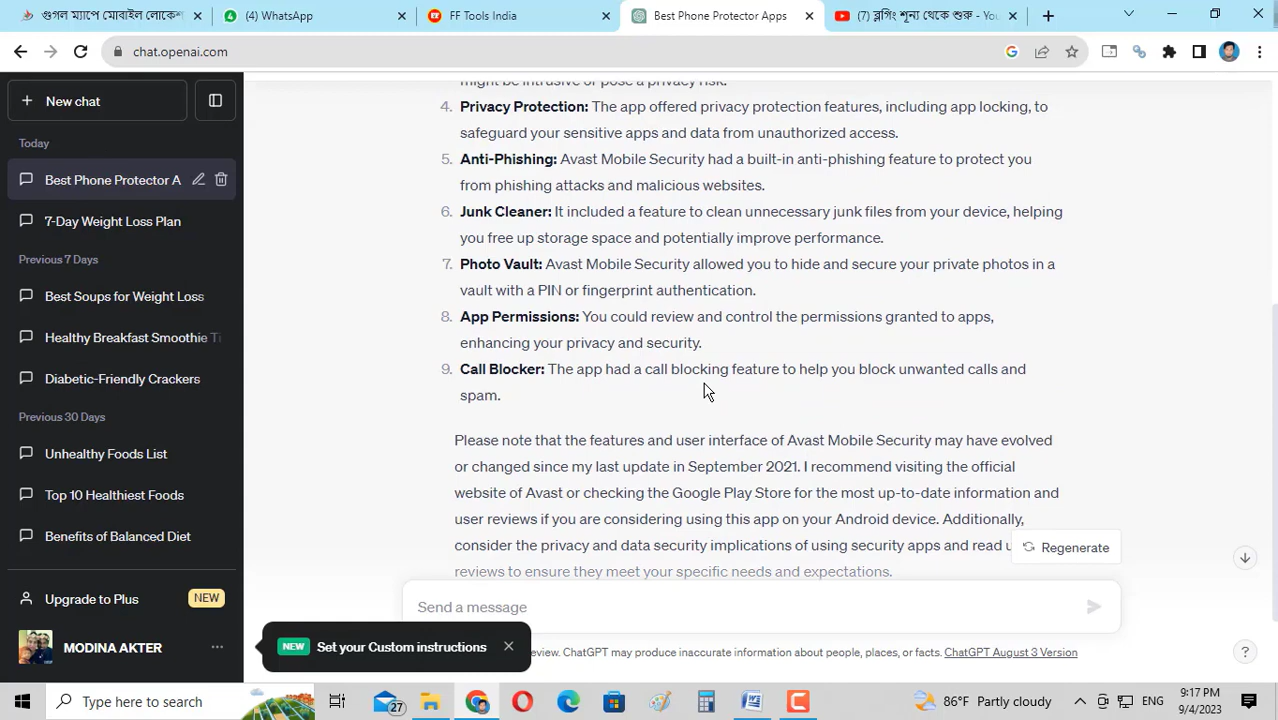 গুগল ম্যাপে মোবাইল লোকেশ
(4) WhatsApp
FF Tools India
Best Phone Protector Apps
(7) ব্লগিং শূন্য থেকে শুরু - You
chat.openai.com
New chat
Today
Best Phone Protector A
7-Day Weight Loss Plan
Previous 7 Days
Best Soups for Weight Loss
Healthy Breakfast Smoothie Ti
Diabetic-Friendly Crackers
Previous 30 Days
Unhealthy Foods List
Top 10 Healthiest Foods
Benefits of Balanced Diet
Upgrade to Plus NEW
MODINA AKTER
might be intrusive or pose a privacy risk.
4. Privacy Protection: The app offered privacy protection features, including app locking, to
safeguard your sensitive apps and data from unauthorized access.
5. Anti-Phishing: Avast Mobile Security had a built-in anti-phishing feature to protect you
from phishing attacks and malicious websites.
6. Junk Cleaner: It included a feature to clean unnecessary junk files from your device, helping
you free up storage space and potentially improve performance.
7. Photo Vault: Avast Mobile Security allowed you to hide and secure your private photos in a
vault with a PIN or fingerprint authentication.
8. App Permissions: You could review and control the permissions granted to apps,
enhancing your privacy and security.
9. Call Blocker: The app had a call blocking feature to help you block unwanted calls and
spam.
Please note that the features and user interface of Avast Mobile Security may have evolved
or changed since my last update in September 2021. I recommend visiting the official
website of Avast or checking the Google Play Store for the most up-to-date information and
user reviews if you are considering using this app on your Android device. Additionally,
consider the privacy and data security implications of using security apps and read u
reviews to ensure they meet your specific needs and expectations.
Regenerate
Send a message
NEW Set your Custom instructions
eview. ChatGPT may produce inaccurate information about people, places, or facts. ChatGPT August 3 Version
?
Type here to search
27
86°F Partly cloudy
ENG
9:17 PM
9/4/2023